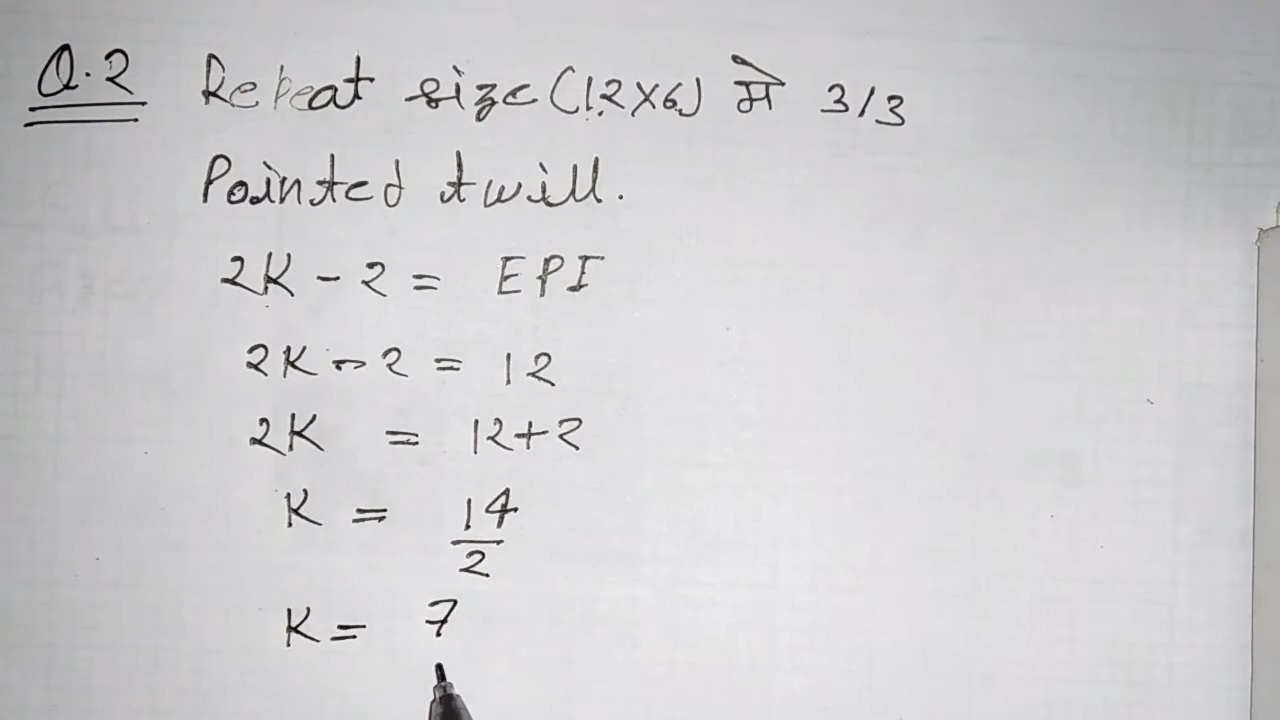 Q.2 Repeat size (12x6) मे 3/3
Pointed twill.
2K - 2 = EPI
2K - 2 = 12
2K = 12+2
K = 14/2
K = 7